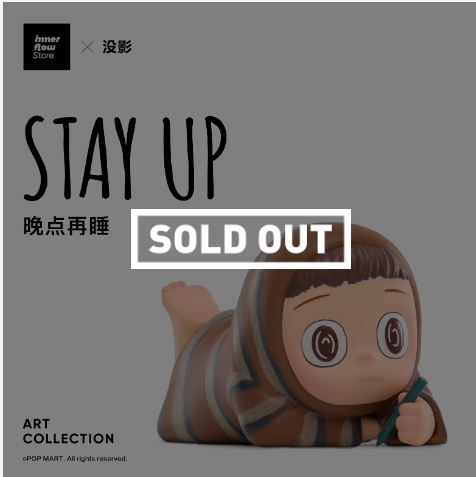 inner
flow
Store
× 没影
STAY UP
晚点再睡
SOLD OUT
ART
COLLECTION
©POP MART. All rights reserved.